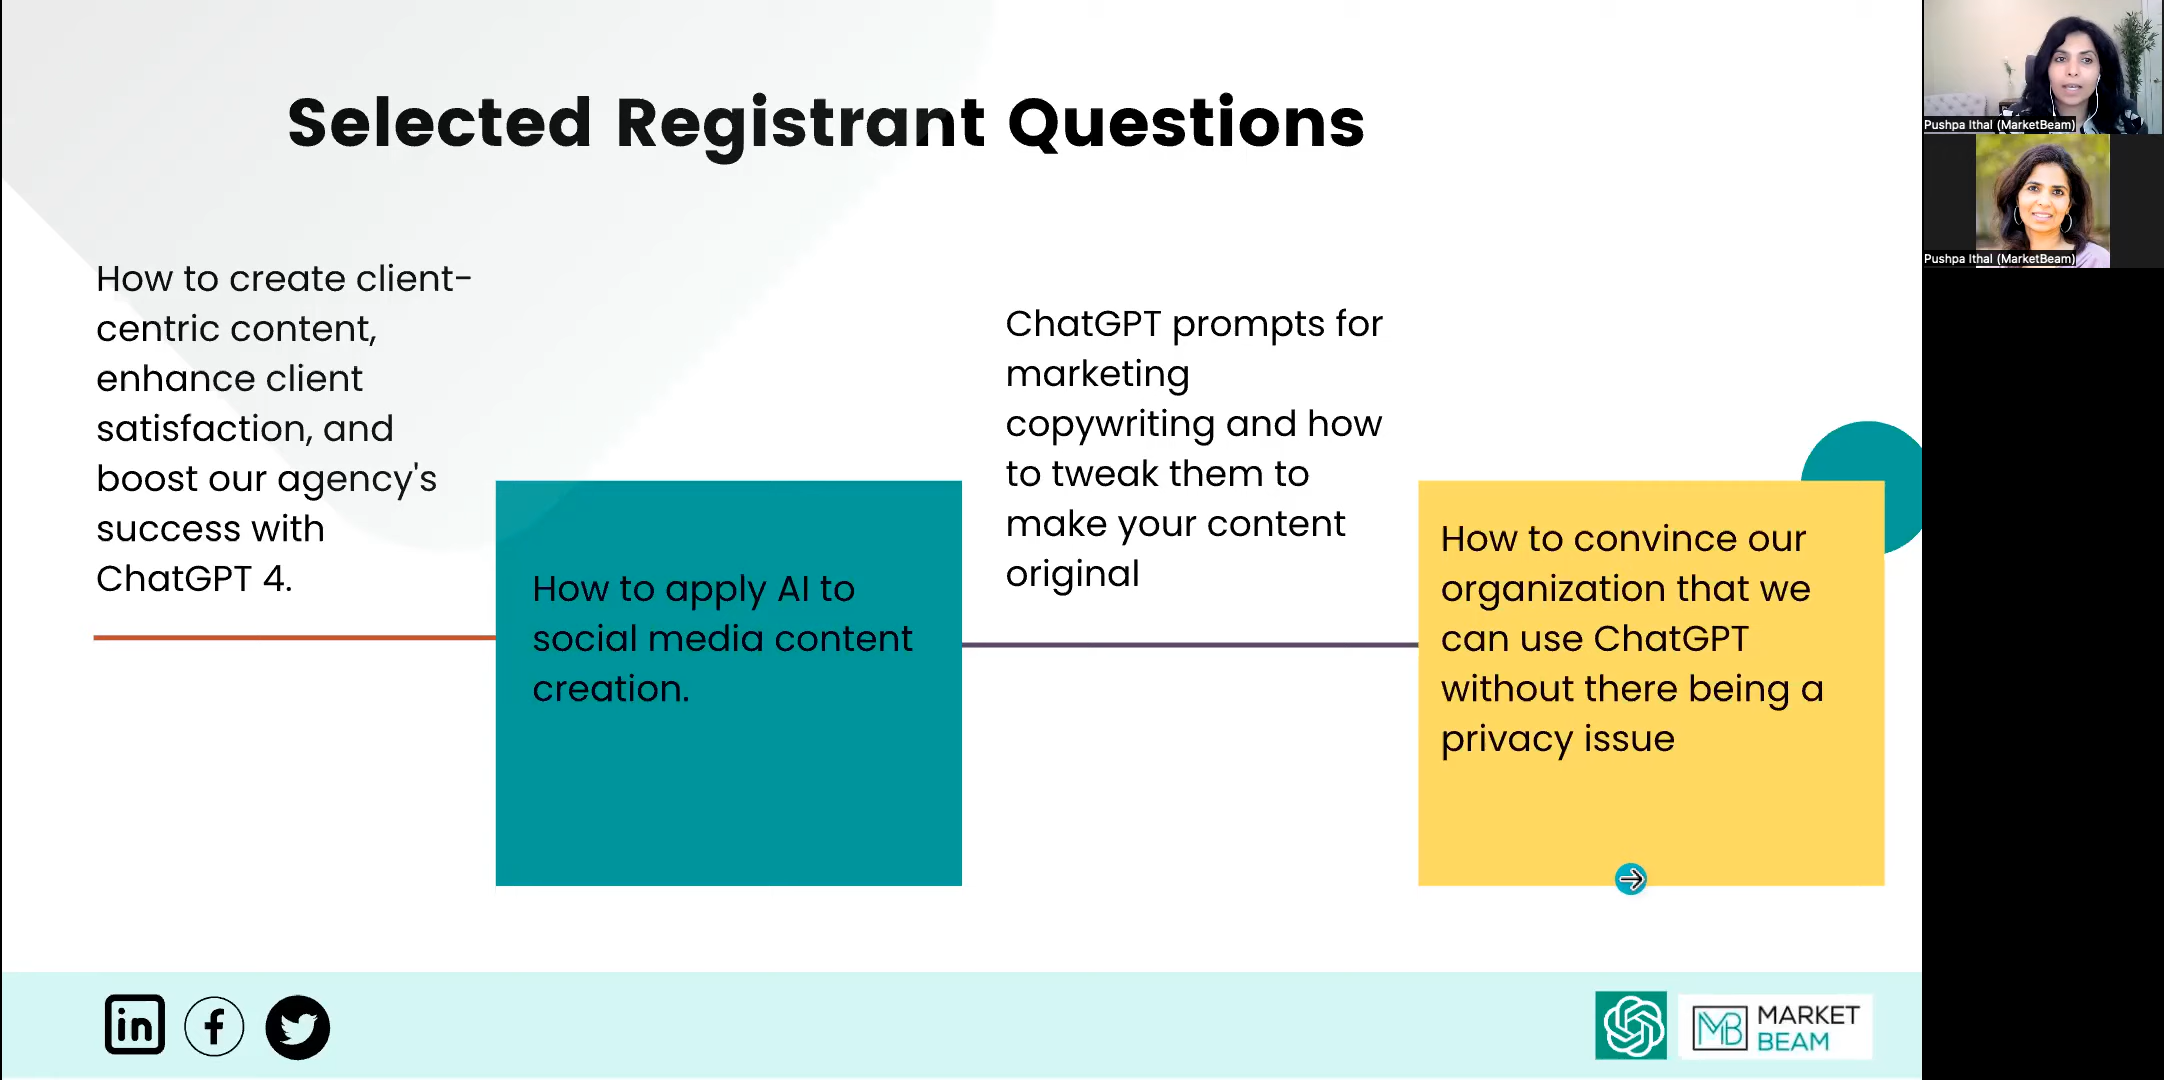 Selected Registrant Questions
How to create client-
centric content,
enhance client
satisfaction, and
boost our agency's
success with
ChatGPT 4.
How to apply AI to
social media content
creation.
ChatGPT prompts for
marketing
copywriting and how
to tweak them to
make your content
original
How to convince our
organization that we
can use ChatGPT
without there being a
privacy issue
in
f
MB
MARKET
BEAM
Pushpa Ithal (MarketBeam)
Pushpa Ithal (MarketBeam)